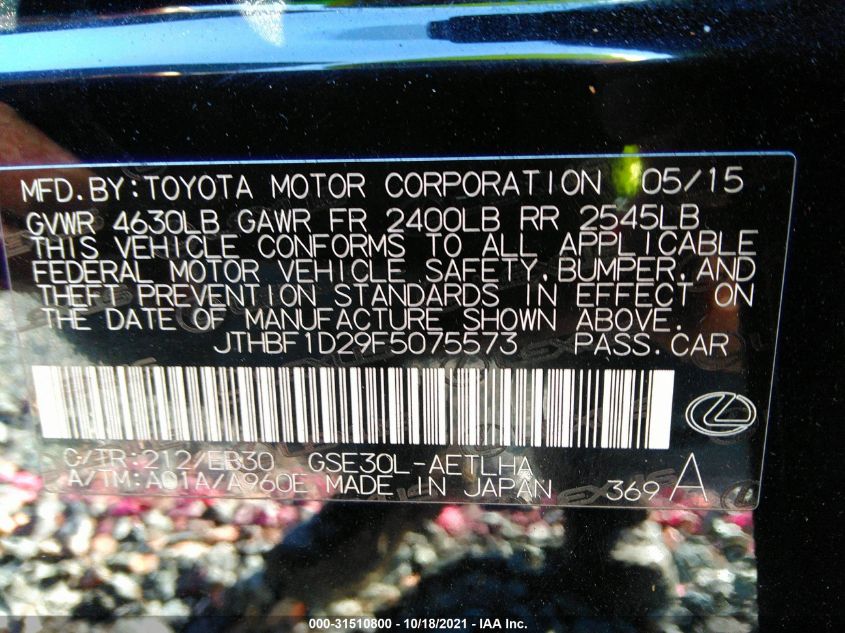 MFD.BY:TOYOTA MOTOR CORPORATION 05/15
GVWR 4630LB GAWR FR 2400LB RR 2545LB
THIS VEHICLE CONFORMS TO ALL APPLICABLE
FEDERAL MOTOR VEHICLE SAFETY,BUMPER,AND
THEFT PREVENTION STANDARDS IN EFFECT ON
THE DATE OF MANUFACTURE SHOWN ABOVE.
JTHBF1D29F5075573 PASS.CAR
C/TR:212/EB30 GSE30L-AETLHA
A/TM:A01A/A960E MADE IN JAPAN 369 A
000-31510800 - 10/18/2021 - IAA Inc.